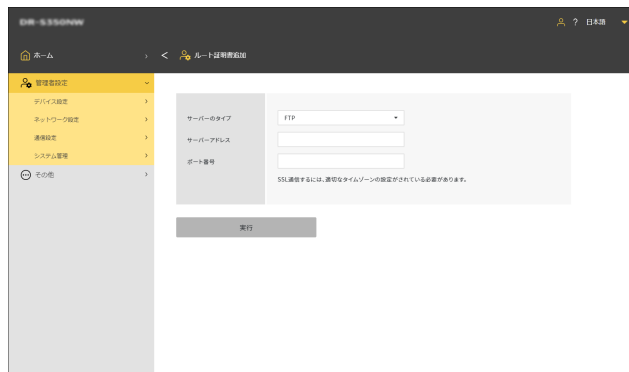 DR-S350NW
? 日本語
ホーム
ルート証明書追加
管理者設定
デバイス設定
ネットワーク設定
通信設定
システム管理
その他
サーバーのタイプ FTP
サーバーアドレス
ポート番号
SSL通信するには、適切なタイムゾーンの設定がされている必要があります。
実行